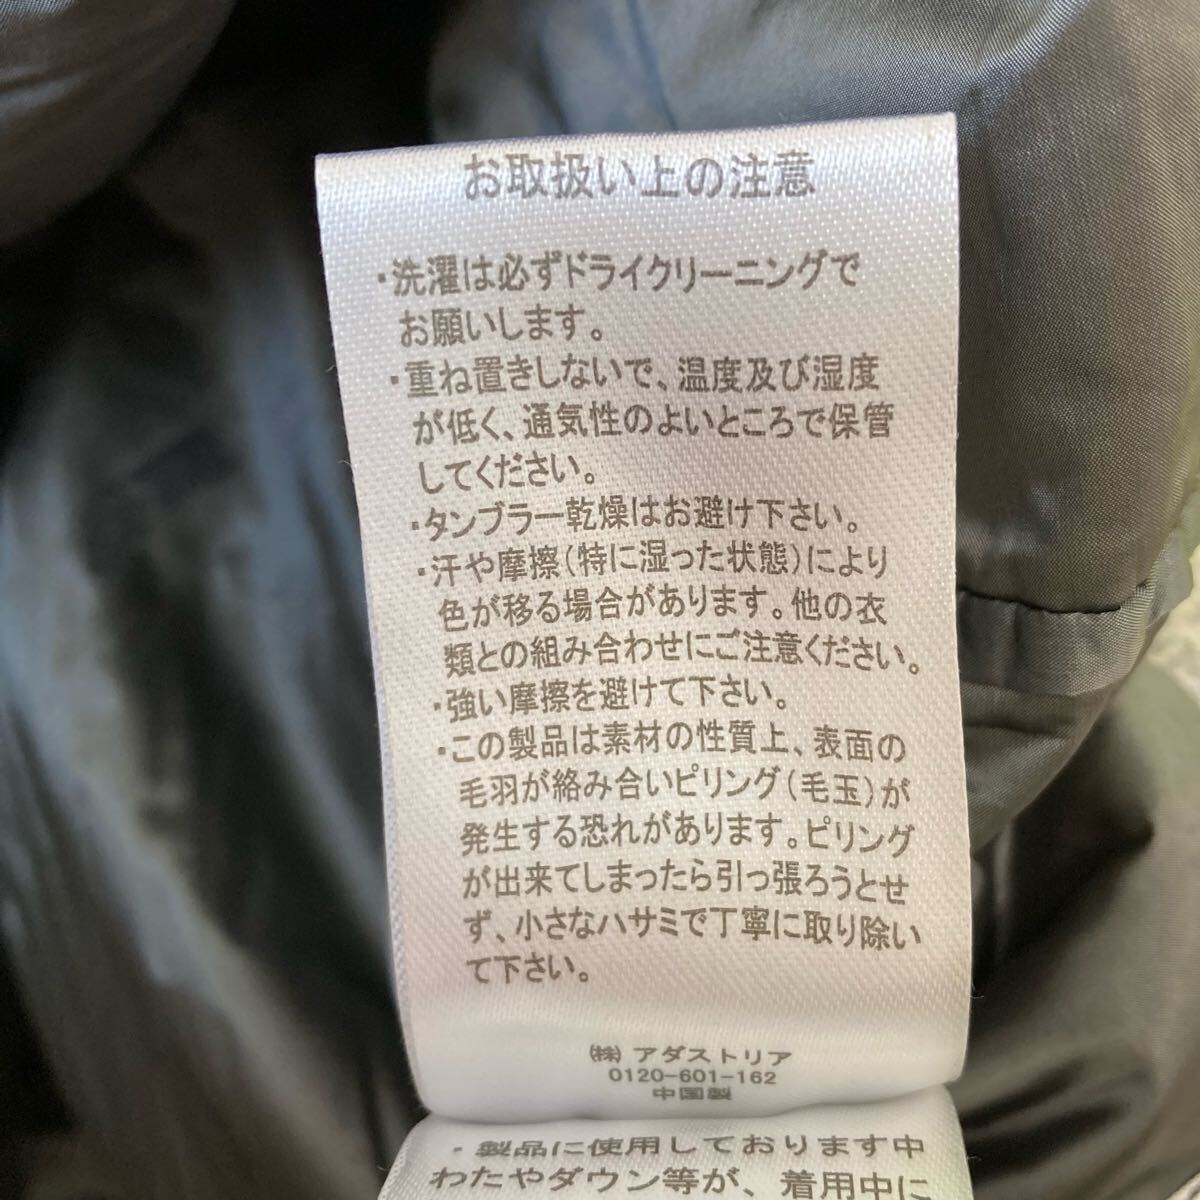 お取扱い上の注意
・洗濯は必ずドライクリーニングで
お願いします。
・重ね置きしないで、温度及び湿度
が低く、通気性のよいところで保管
してください。
・タンブラー乾燥はお避け下さい。
・汗や摩擦(特に湿った状態)により
色が移る場合があります。他の衣
類との組み合わせにご注意ください。
・強い摩擦を避けて下さい。
・この製品は素材の性質上、表面の
毛羽が絡み合いピリング(毛玉)が
発生する恐れがあります。ピリング
が出来てしまったら引っ張ろうとせ
ず、小さなハサミで丁寧に取り除い
て下さい。
㈱ アダストリア
0120-601-162
中国製
・製品に使用しております中
わたやダウン等が、着用中に